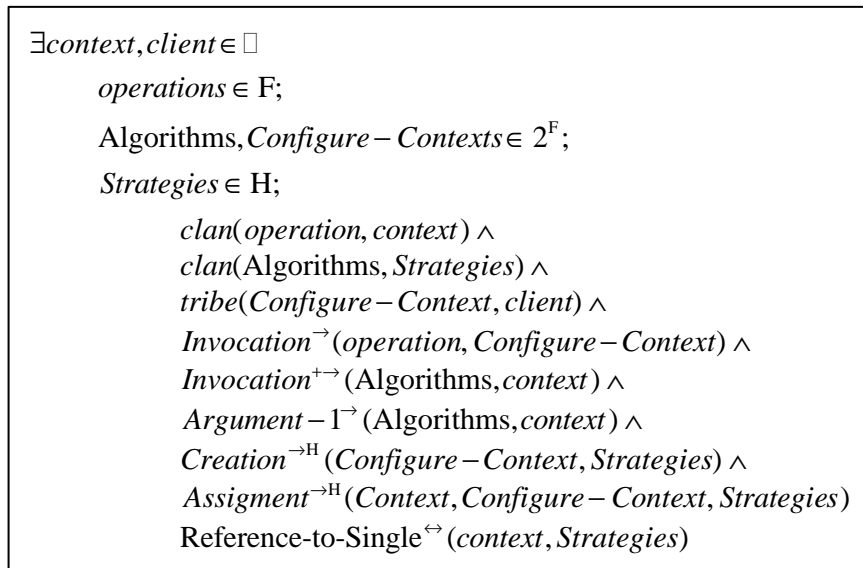 ∃context, client ∈ □
operations ∈ F;
Algorithms, Configure − Contexts ∈ 2^F;
Strategies ∈ H;
clan(operation, context) ∧
clan(Algorithms, Strategies) ∧
tribe(Configure − Context, client) ∧
Invocation^→(operation, Configure − Context) ∧
Invocation^+→(Algorithms, context) ∧
Argument − 1^→(Algorithms, context) ∧
Creation^→H(Configure − Context, Strategies) ∧
Assigment^→H(Context, Configure − Context, Strategies)
Reference-to-Single^↔(context, Strategies)